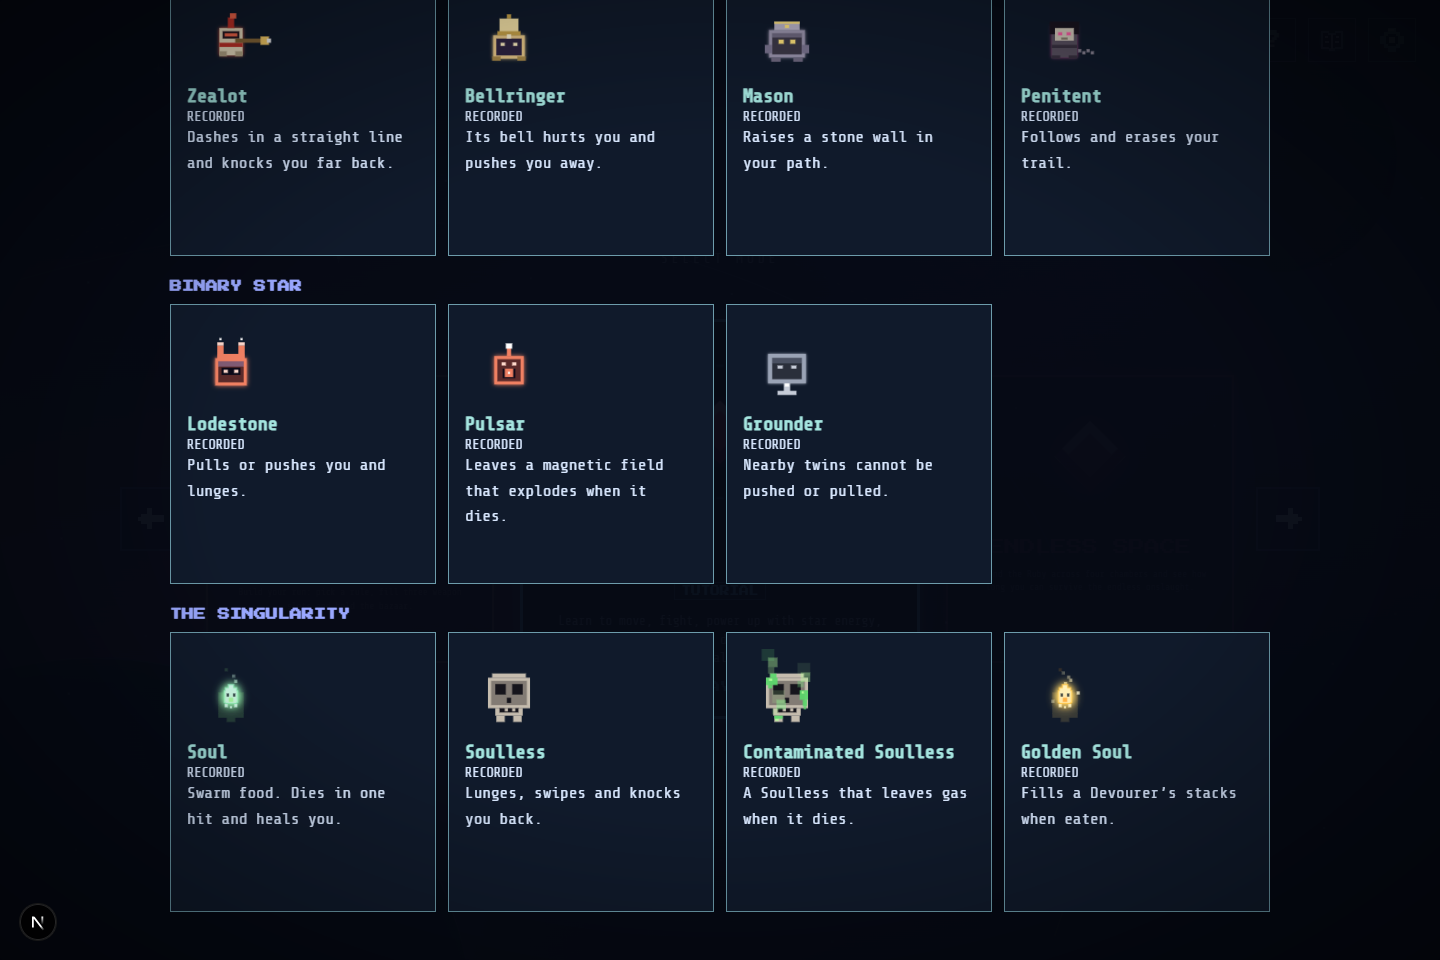 Zealot
RECORDED
Dashes in a straight line
and knocks you far back.
Bellringer
RECORDED
Its bell hurts you and
pushes you away.
Mason
RECORDED
Raises a stone wall in
your path.
Penitent
RECORDED
Follows and erases your
trail.
BINARY STAR
Lodestone
RECORDED
Pulls or pushes you and
lunges.
Pulsar
RECORDED
Leaves a magnetic field
that explodes when it
dies.
Grounder
RECORDED
Nearby twins cannot be
pushed or pulled.
TUTORIAL
THE SINGULARITY
Soul
RECORDED
Swarm food. Dies in one
hit and heals you.
Soulless
RECORDED
Lunges, swipes and knocks
you back.
Contaminated Soulless
RECORDED
A Soulless that leaves gas
when it dies.
Golden Soul
RECORDED
Fills a Devourer's stacks
when eaten.
N